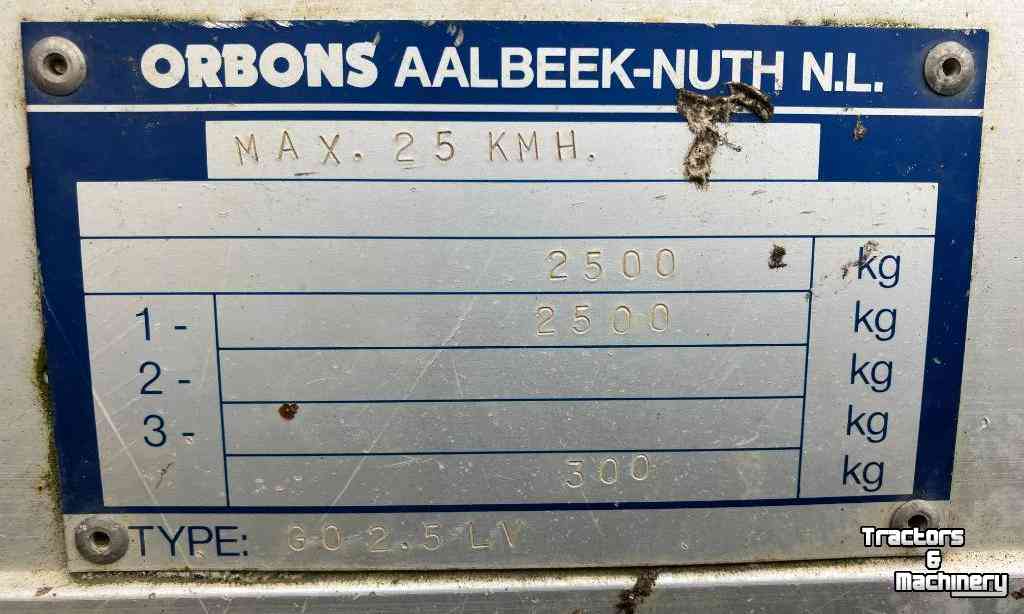 ORBONS AALBEEK-NUTH N.L.
MAX. 25 KMH.
2500 kg
1- 2500 kg
2- kg
3- kg
300 kg
TYPE: GO 2.5 LV
Tractors
&
Machinery